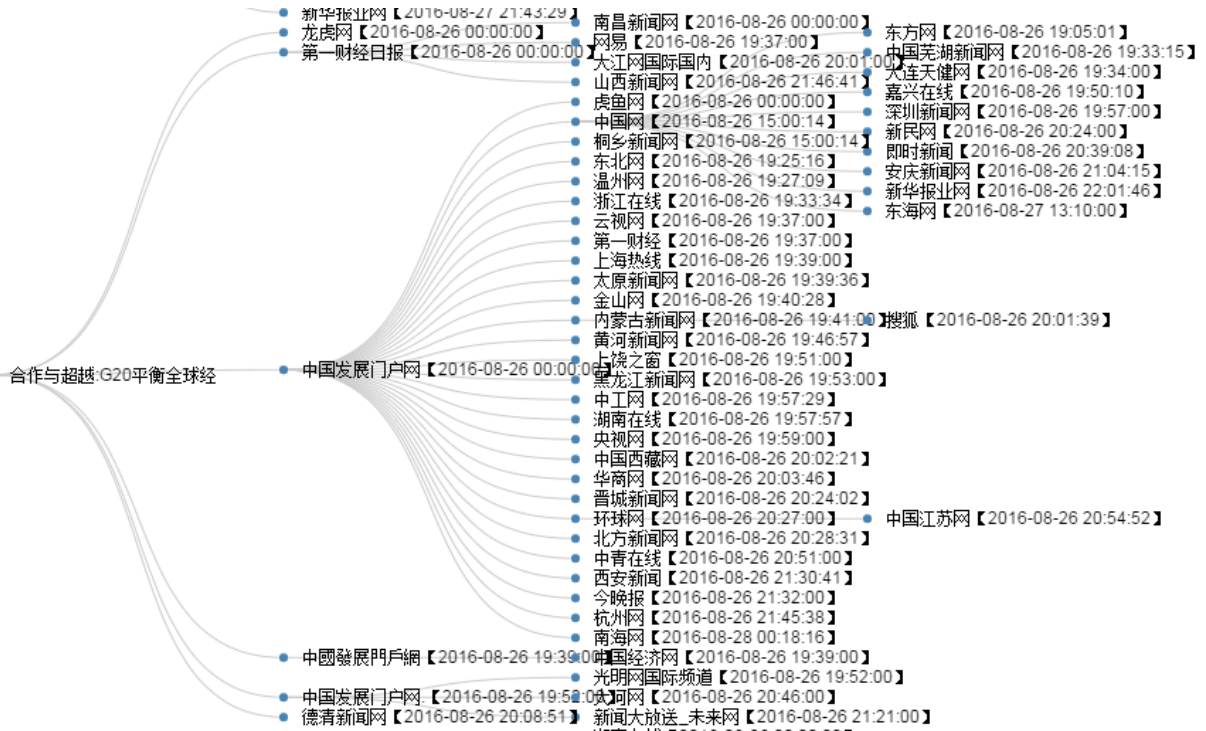 合作与超越:G20平衡全球经
新华报业网【2016-08-27 21:43:29】
龙虎网【2016-08-26 00:00:00】
第一财经日报【2016-08-26 00:00:00】
中国发展门户网【2016-08-26 00:00:00】
中國發展門戶網【2016-08-26 19:39:00】
中国发展门户网【2016-08-26 19:52:00】
德清新闻网【2016-08-26 20:08:51】
南昌新闻网【2016-08-26 00:00:00】
网易【2016-08-26 19:37:00】
大江网国际国内【2016-08-26 20:01:00】
山西新闻网【2016-08-26 21:46:41】
虎鱼网【2016-08-26 00:00:00】
中国网【2016-08-26 15:00:14】
桐乡新闻网【2016-08-26 15:00:14】
东北网【2016-08-26 19:25:16】
温州网【2016-08-26 19:27:09】
浙江在线【2016-08-26 19:33:34】
云视网【2016-08-26 19:37:00】
第一财经【2016-08-26 19:37:00】
上海热线【2016-08-26 19:39:00】
太原新闻网【2016-08-26 19:39:36】
金山网【2016-08-26 19:40:28】
内蒙古新闻网【2016-08-26 19:41:00】
黄河新闻网【2016-08-26 19:46:57】
上饶之窗【2016-08-26 19:51:00】
黑龙江新闻网【2016-08-26 19:53:00】
中工网【2016-08-26 19:57:29】
湖南在线【2016-08-26 19:57:57】
央视网【2016-08-26 19:59:00】
中国西藏网【2016-08-26 20:02:21】
华商网【2016-08-26 20:03:46】
晋城新闻网【2016-08-26 20:24:02】
环球网【2016-08-26 20:27:00】
北方新闻网【2016-08-26 20:28:31】
中青在线【2016-08-26 20:51:00】
西安新闻【2016-08-26 21:30:41】
今晚报【2016-08-26 21:32:00】
杭州网【2016-08-26 21:45:38】
南海网【2016-08-28 00:18:16】
中国经济网【2016-08-26 19:39:00】
光明网国际频道【2016-08-26 19:52:00】
大河网【2016-08-26 20:46:00】
新闻大放送_未来网【2016-08-26 21:21:00】
东方网【2016-08-26 19:05:01】
中国芜湖新闻网【2016-08-26 19:33:15】
大连天健网【2016-08-26 19:34:00】
嘉兴在线【2016-08-26 19:50:10】
深圳新闻网【2016-08-26 19:57:00】
新民网【2016-08-26 20:24:00】
即时新闻【2016-08-26 20:39:08】
安庆新闻网【2016-08-26 21:04:15】
新华报业网【2016-08-26 22:01:46】
东海网【2016-08-27 13:10:00】
搜狐【2016-08-26 20:01:39】
中国江苏网【2016-08-26 20:54:52】